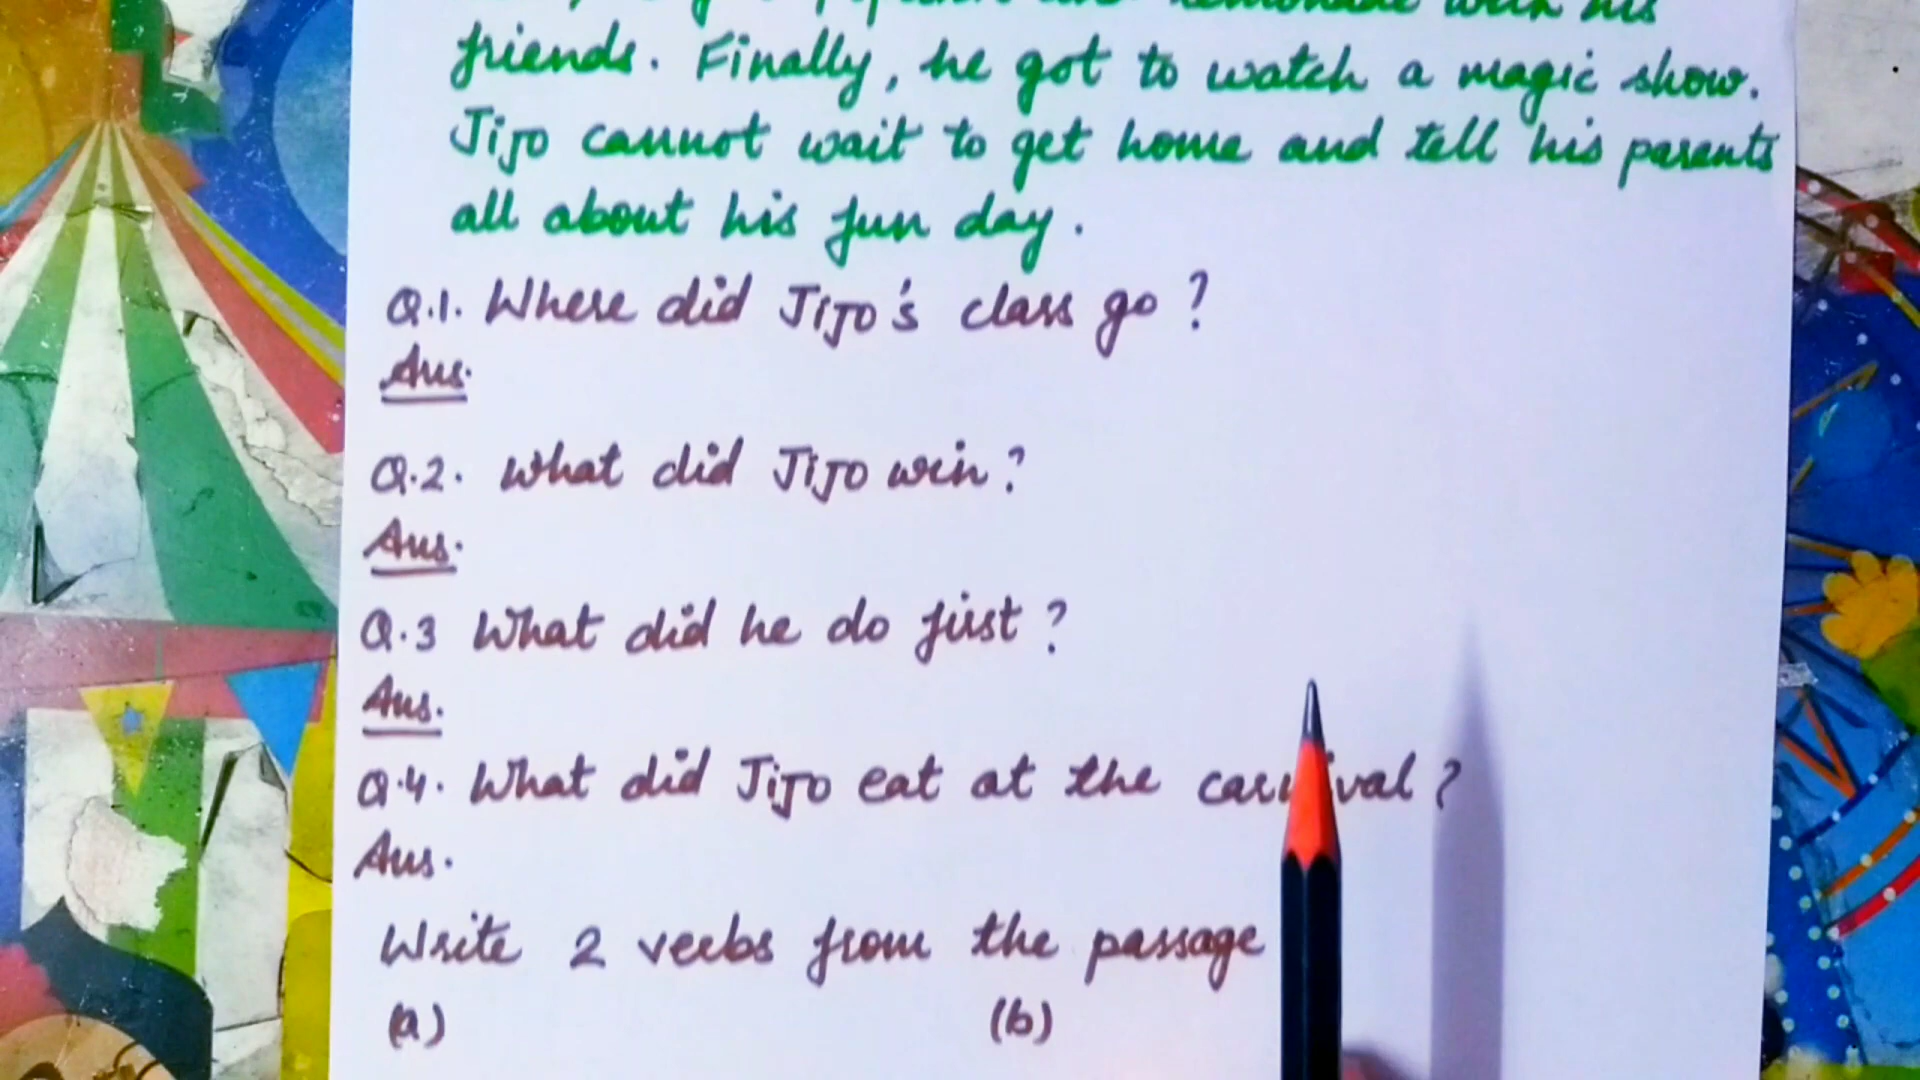 lemonade with his
friends. Finally, he got to watch a magic show.
Jijo cannot wait to get home and tell his parents
all about his fun day.
Q.1. Where did Jijo's class go?
Ans.
Q.2. What did Jijo win?
Ans.
Q.3 What did he do first?
Ans.
Q.4. What did Jijo eat at the carnival?
Ans.
Write 2 verbs from the passage
(a) (b)